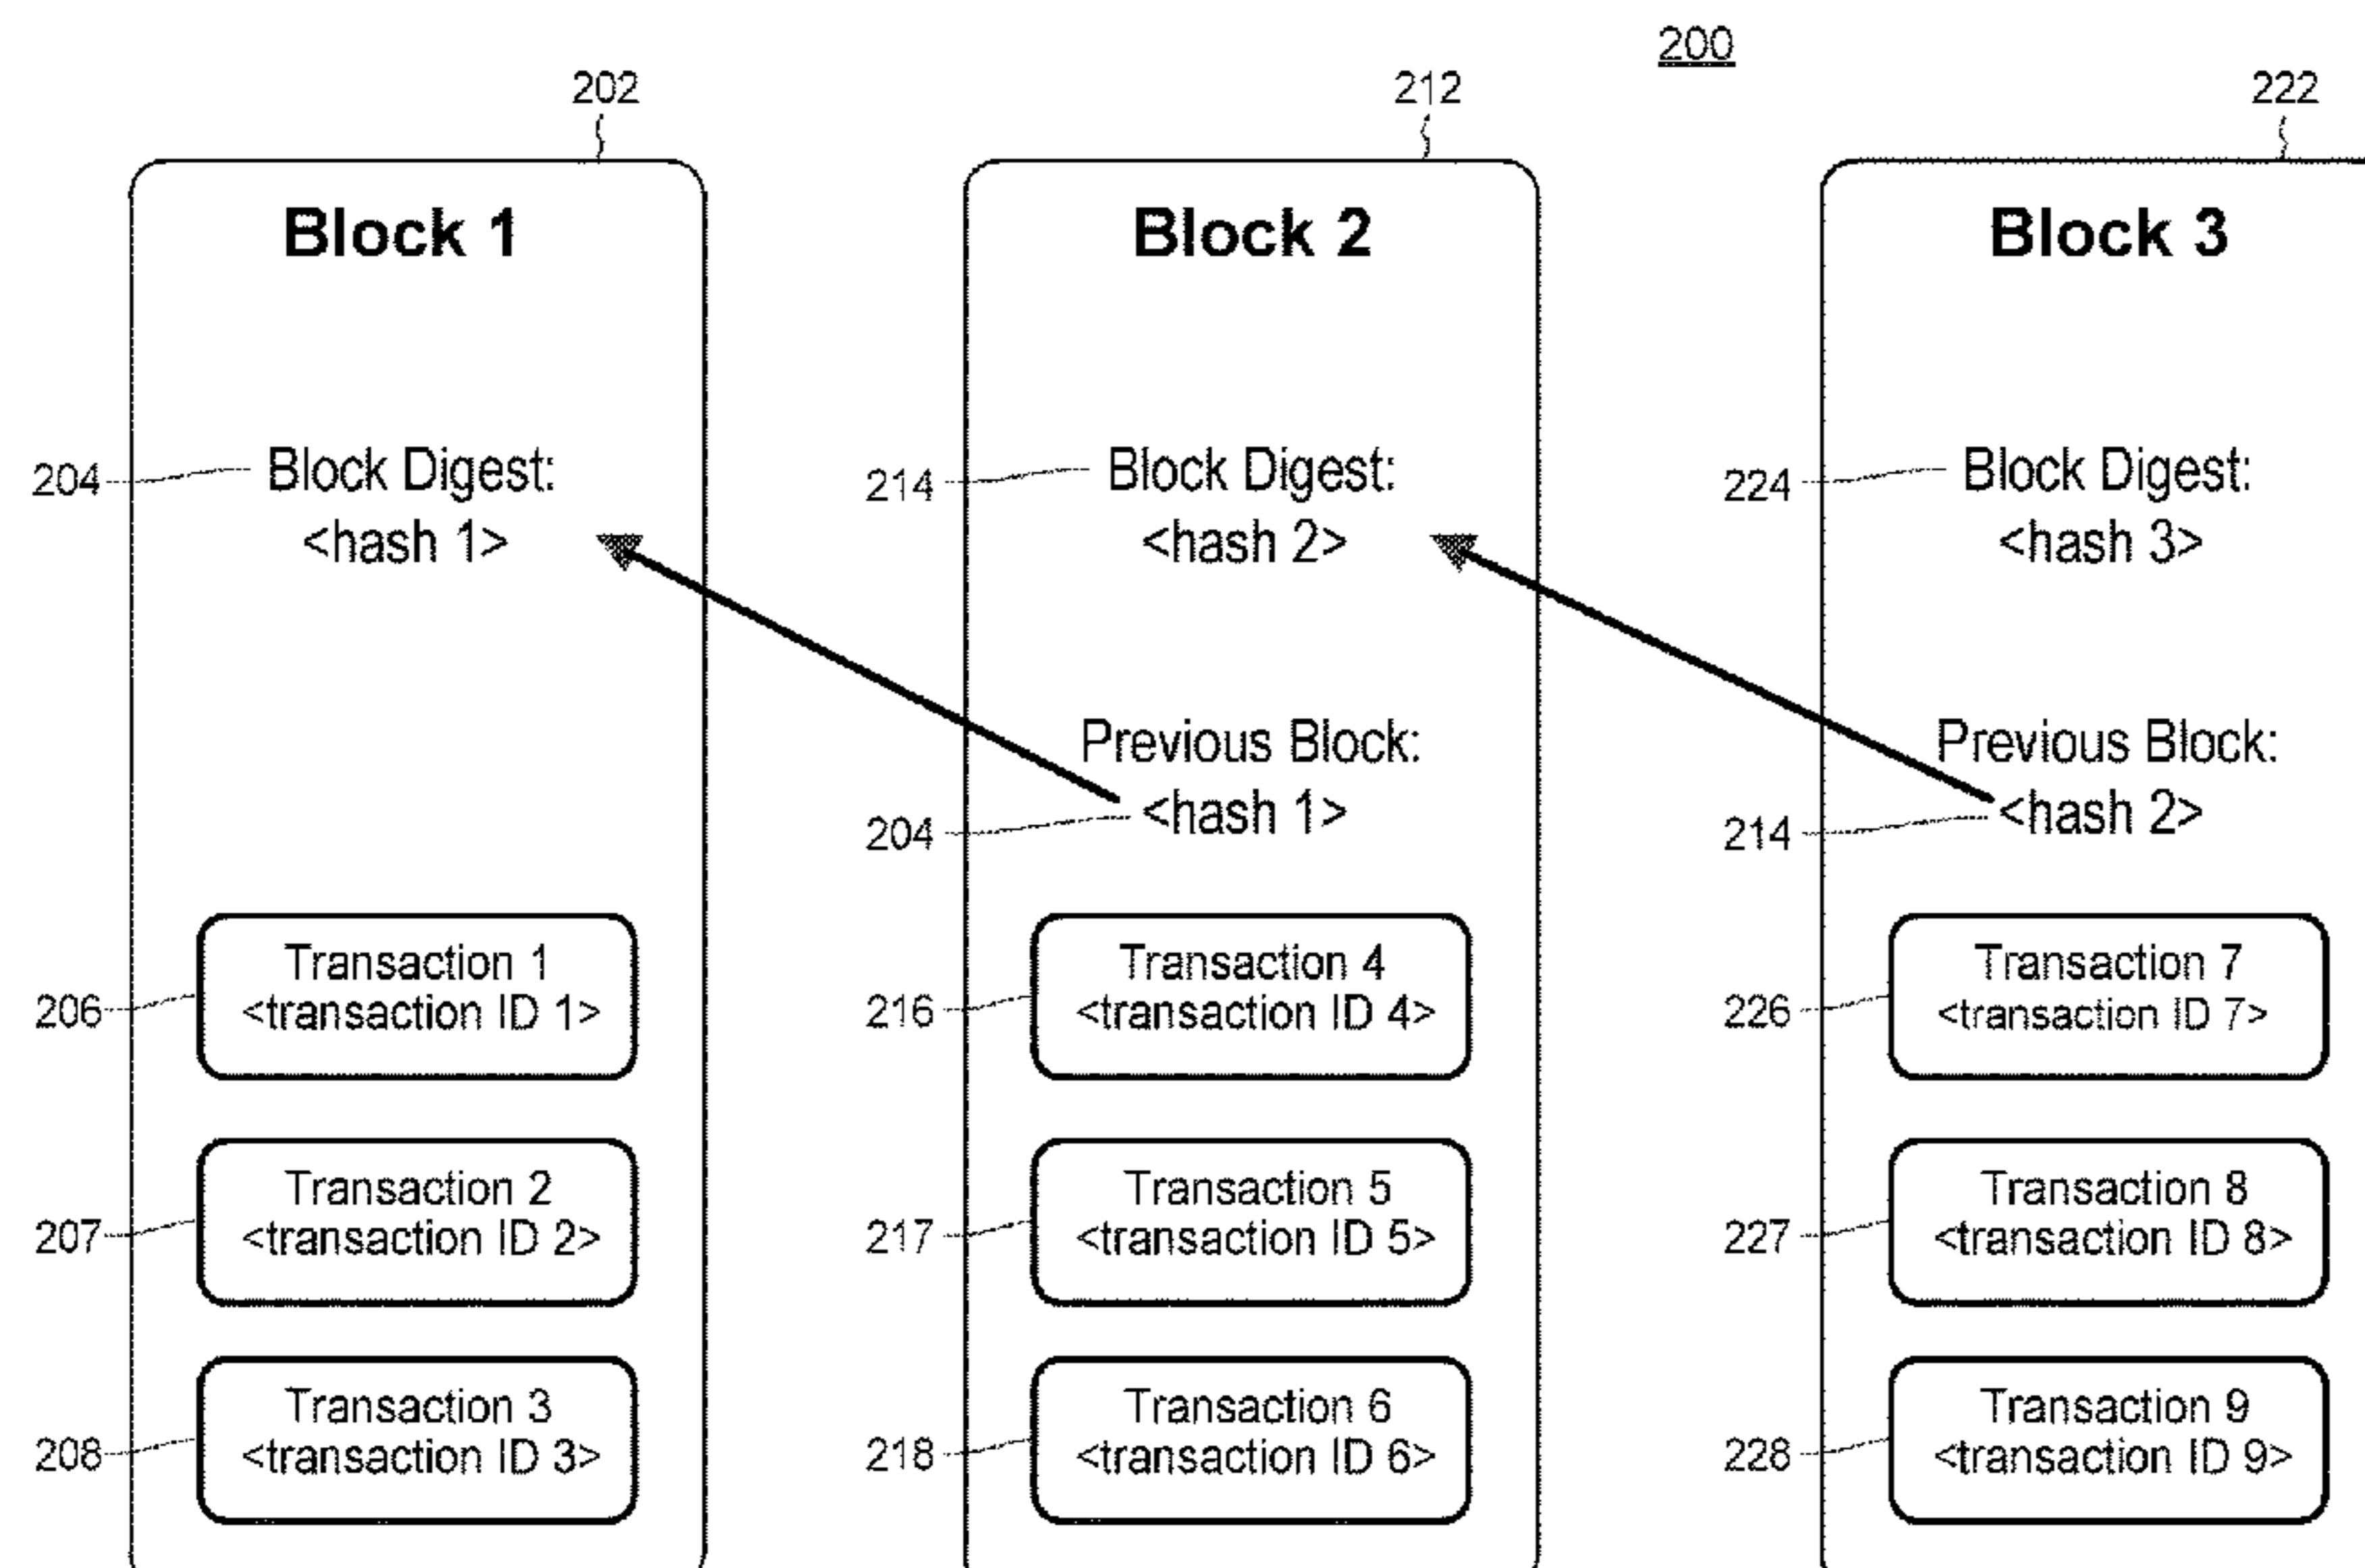 200
202
Block 1
204
Block Digest:
<hash 1>
206
Transaction 1
<transaction ID 1>
207
Transaction 2
<transaction ID 2>
208
Transaction 3
<transaction ID 3>
212
Block 2
214
Block Digest:
<hash 2>
Previous Block:
<hash 1>
204
216
Transaction 4
<transaction ID 4>
217
Transaction 5
<transaction ID 5>
218
Transaction 6
<transaction ID 6>
222
Block 3
224
Block Digest:
<hash 3>
Previous Block:
<hash 2>
214
226
Transaction 7
<transaction ID 7>
227
Transaction 8
<transaction ID 8>
228
Transaction 9
<transaction ID 9>